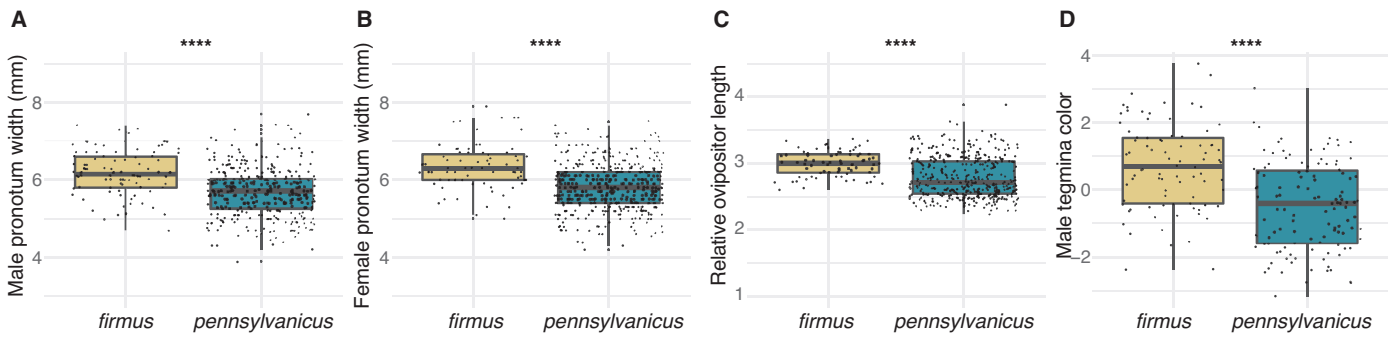 A
****
Male pronotum width (mm)
8
6
4
firmus pennsylvanicus
B
****
Female pronotum width (mm)
8
6
4
firmus pennsylvanicus
C
****
Relative ovipositor length
4
3
2
1
firmus pennsylvanicus
D
****
Male tegmina color
4
2
0
−2
firmus pennsylvanicus